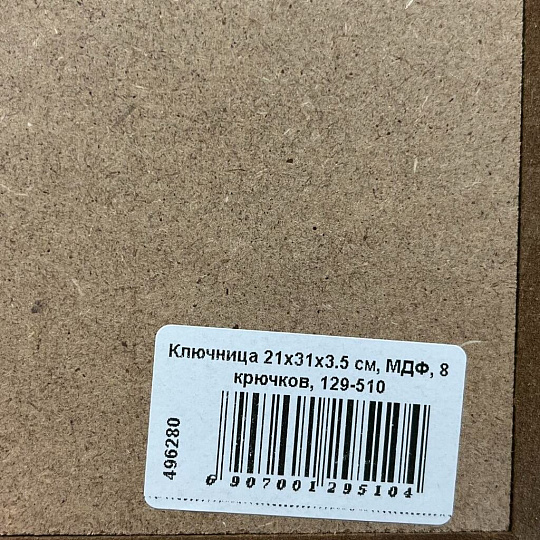 Ключница 21x31x3.5 см, МДФ, 8
крючков, 129-510
496280
6 907001 295104